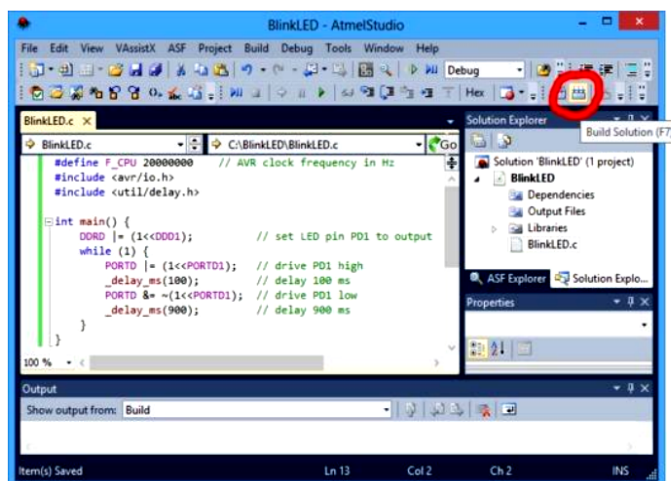 BlinkLED - AtmelStudio
File Edit View VAssistX ASF Project Build Debug Tools Window Help
Debug
Hex
BlinkLED.c
Solution Explorer
Build Solution (F7)
BlinkLED.c C:\BlinkLED\BlinkLED.c Go
#define F_CPU 20000000 // AVR clock frequency in Hz
#include <avr/io.h>
#include <util/delay.h>
int main() {
DDRD |= (1<<DDD1); // set LED pin PD1 to output
while (1) {
PORTD |= (1<<PORTD1); // drive PD1 high
_delay_ms(100); // delay 100 ms
PORTD &= ~(1<<PORTD1); // drive PD1 low
_delay_ms(900); // delay 900 ms
}
}
100 %
Solution 'BlinkLED' (1 project)
BlinkLED
Dependencies
Output Files
Libraries
BlinkLED.c
ASF Explorer Solution Explo...
Properties
Output
Show output from: Build
Item(s) Saved Ln 13 Col 2 Ch 2 INS